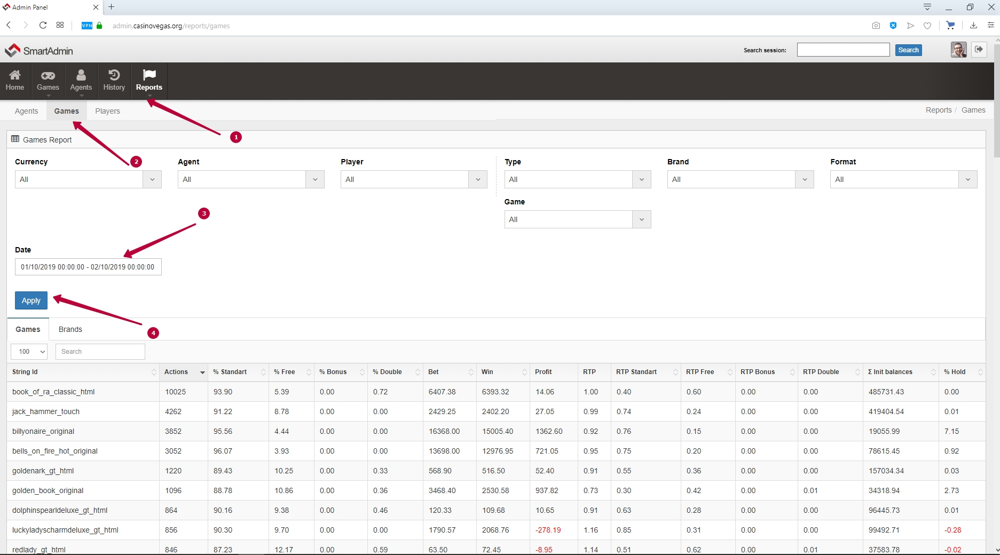 Admin Panel
VPN admin.casinovegas.org/reports/games
SmartAdmin
Search session:
Search
Home
Games
Agents
History
Reports
Agents
Games
Players
Reports / Games
1
Games Report
2
Currency
Agent
Player
Type
Brand
Format
All
All
All
All
All
All
Game
All
3
Date
01/10/2019 00:00:00 - 02/10/2019 00:00:00
Apply
4
Games
Brands
100
Search
String Id Actions % Standart % Free % Bonus % Double Bet Win Profit RTP RTP Standart RTP Free RTP Bonus RTP Double Σ Init balances % Hold
book_of_ra_classic_html 10025 93.90 5.39 0.00 0.72 6407.38 6393.32 14.06 1.00 0.40 0.60 0.00 0.00 485731.43 0.00
jack_hammer_touch 4262 91.22 8.78 0.00 0.00 2429.25 2402.20 27.05 0.99 0.74 0.24 0.00 0.00 419404.54 0.01
billyonaire_original 3852 95.56 4.44 0.00 0.00 16368.00 15005.40 1362.60 0.92 0.76 0.15 0.00 0.00 19055.99 7.15
bells_on_fire_hot_original 3052 96.07 3.93 0.00 0.00 13698.00 12976.95 721.05 0.95 0.75 0.20 0.00 0.00 78615.45 0.92
goldenark_gt_html 1220 89.43 10.25 0.00 0.33 568.90 516.50 52.40 0.91 0.55 0.36 0.00 0.00 157034.34 0.03
golden_book_original 1096 88.78 10.86 0.00 0.36 3468.40 2530.58 937.82 0.73 0.30 0.42 0.00 0.01 34318.94 2.73
dolphinspearldeluxe_gt_html 864 90.16 9.38 0.00 0.46 120.33 109.68 10.65 0.91 0.63 0.28 0.00 0.00 96445.73 0.01
luckyladyscharmdeluxe_gt_html 856 90.30 9.70 0.00 0.00 1790.57 2068.76 -278.19 1.16 0.85 0.31 0.00 0.00 99492.71 -0.28
redlady_gt_html 846 87.23 12.17 0.00 0.59 63.50 72.45 -8.95 1.14 0.51 0.62 0.00 0.01 37583.78 -0.02